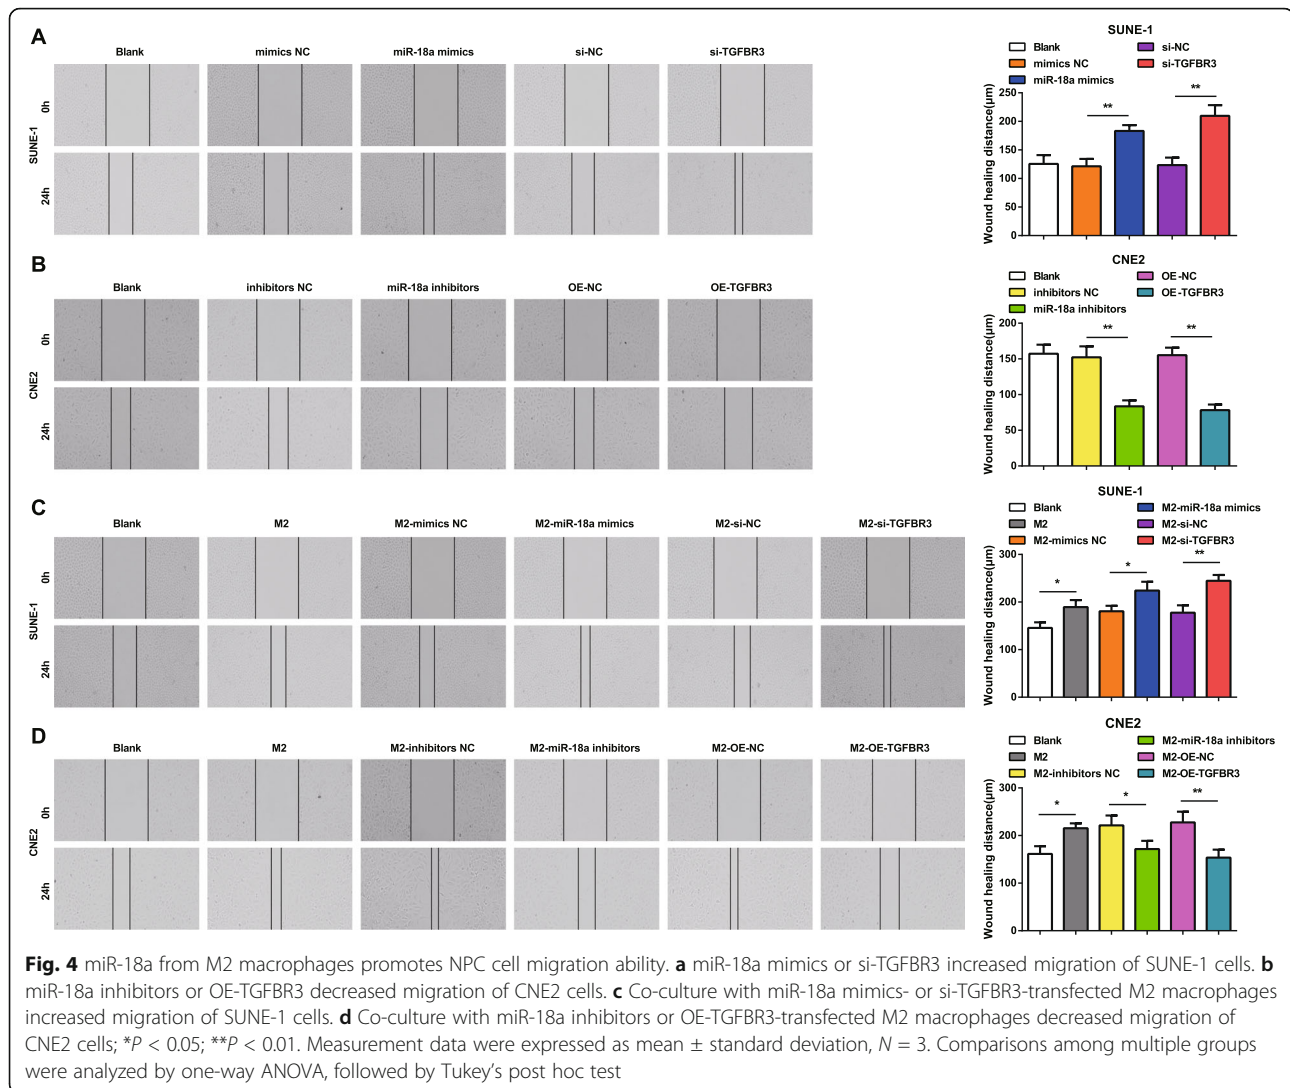 A
Blank mimics NC miR-18a mimics si-NC si-TGFBR3
SUNE-1
0h
24h
SUNE-1
Blank si-NC
mimics NC si-TGFBR3
miR-18a mimics
Wound healing distance(μm)
250
200
150
100
50
0
** **
B
Blank inhibitors NC miR-18a inhibitors OE-NC OE-TGFBR3
CNE2
0h
24h
CNE2
Blank OE-NC
inhibitors NC OE-TGFBR3
miR-18a inhibitors
Wound healing distance(μm)
200
150
100
50
0
** **
C
Blank M2 M2-mimics NC M2-miR-18a mimics M2-si-NC M2-si-TGFBR3
SUNE-1
0h
24h
SUNE-1
Blank M2-miR-18a mimics
M2 M2-si-NC
M2-mimics NC M2-si-TGFBR3
Wound healing distance(μm)
300
200
100
0
* * **
D
Blank M2 M2-inhibitors NC M2-miR-18a inhibitors M2-OE-NC M2-OE-TGFBR3
CNE2
0h
24h
CNE2
Blank M2-miR-18a inhibitors
M2 M2-OE-NC
M2-inhibitors NC M2-OE-TGFBR3
Wound healing distance(μm)
300
200
100
0
* * **
Fig. 4 miR-18a from M2 macrophages promotes NPC cell migration ability. a miR-18a mimics or si-TGFBR3 increased migration of SUNE-1 cells. b
miR-18a inhibitors or OE-TGFBR3 decreased migration of CNE2 cells. c Co-culture with miR-18a mimics- or si-TGFBR3-transfected M2 macrophages
increased migration of SUNE-1 cells. d Co-culture with miR-18a inhibitors or OE-TGFBR3-transfected M2 macrophages decreased migration of
CNE2 cells; *P < 0.05; **P < 0.01. Measurement data were expressed as mean ± standard deviation, N = 3. Comparisons among multiple groups
were analyzed by one-way ANOVA, followed by Tukey's post hoc test